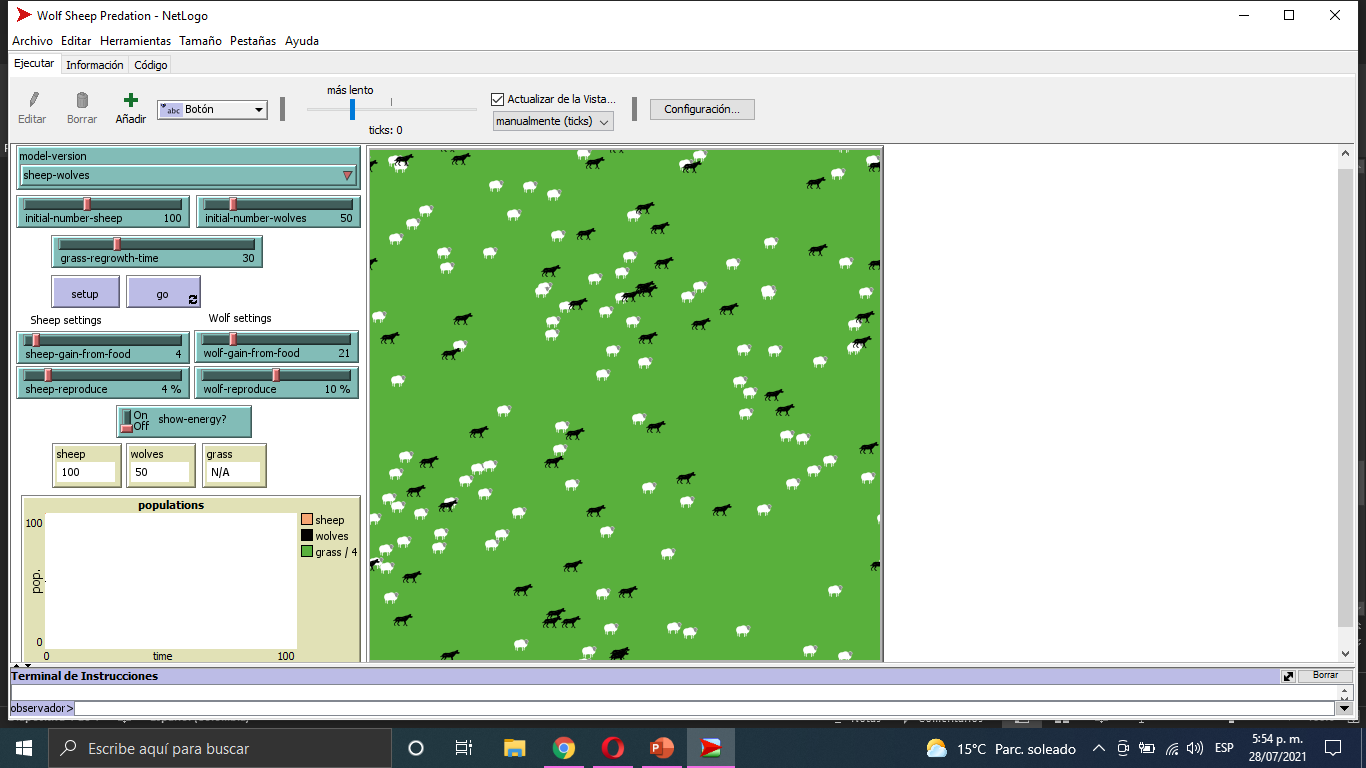 Wolf Sheep Predation - NetLogo
Archivo Editar Herramientas Tamaño Pestañas Ayuda
Ejecutar Información Código
Editar Borrar Añadir
abc Botón
más lento
ticks: 0
Actualizar de la Vista...
manualmente (ticks)
Configuración...
model-version
sheep-wolves
initial-number-sheep 100
initial-number-wolves 50
grass-regrowth-time 30
setup go
Sheep settings Wolf settings
sheep-gain-from-food 4
wolf-gain-from-food 21
sheep-reproduce 4 %
wolf-reproduce 10 %
On
Off
show-energy?
sheep
100
wolves
50
grass
N/A
populations
100
pop.
0
0 time 100
sheep
wolves
grass / 4
Terminal de Instrucciones
Borrar
observador>
Escribe aquí para buscar
15°C Parc. soleado
ESP
5:54 p. m.
28/07/2021